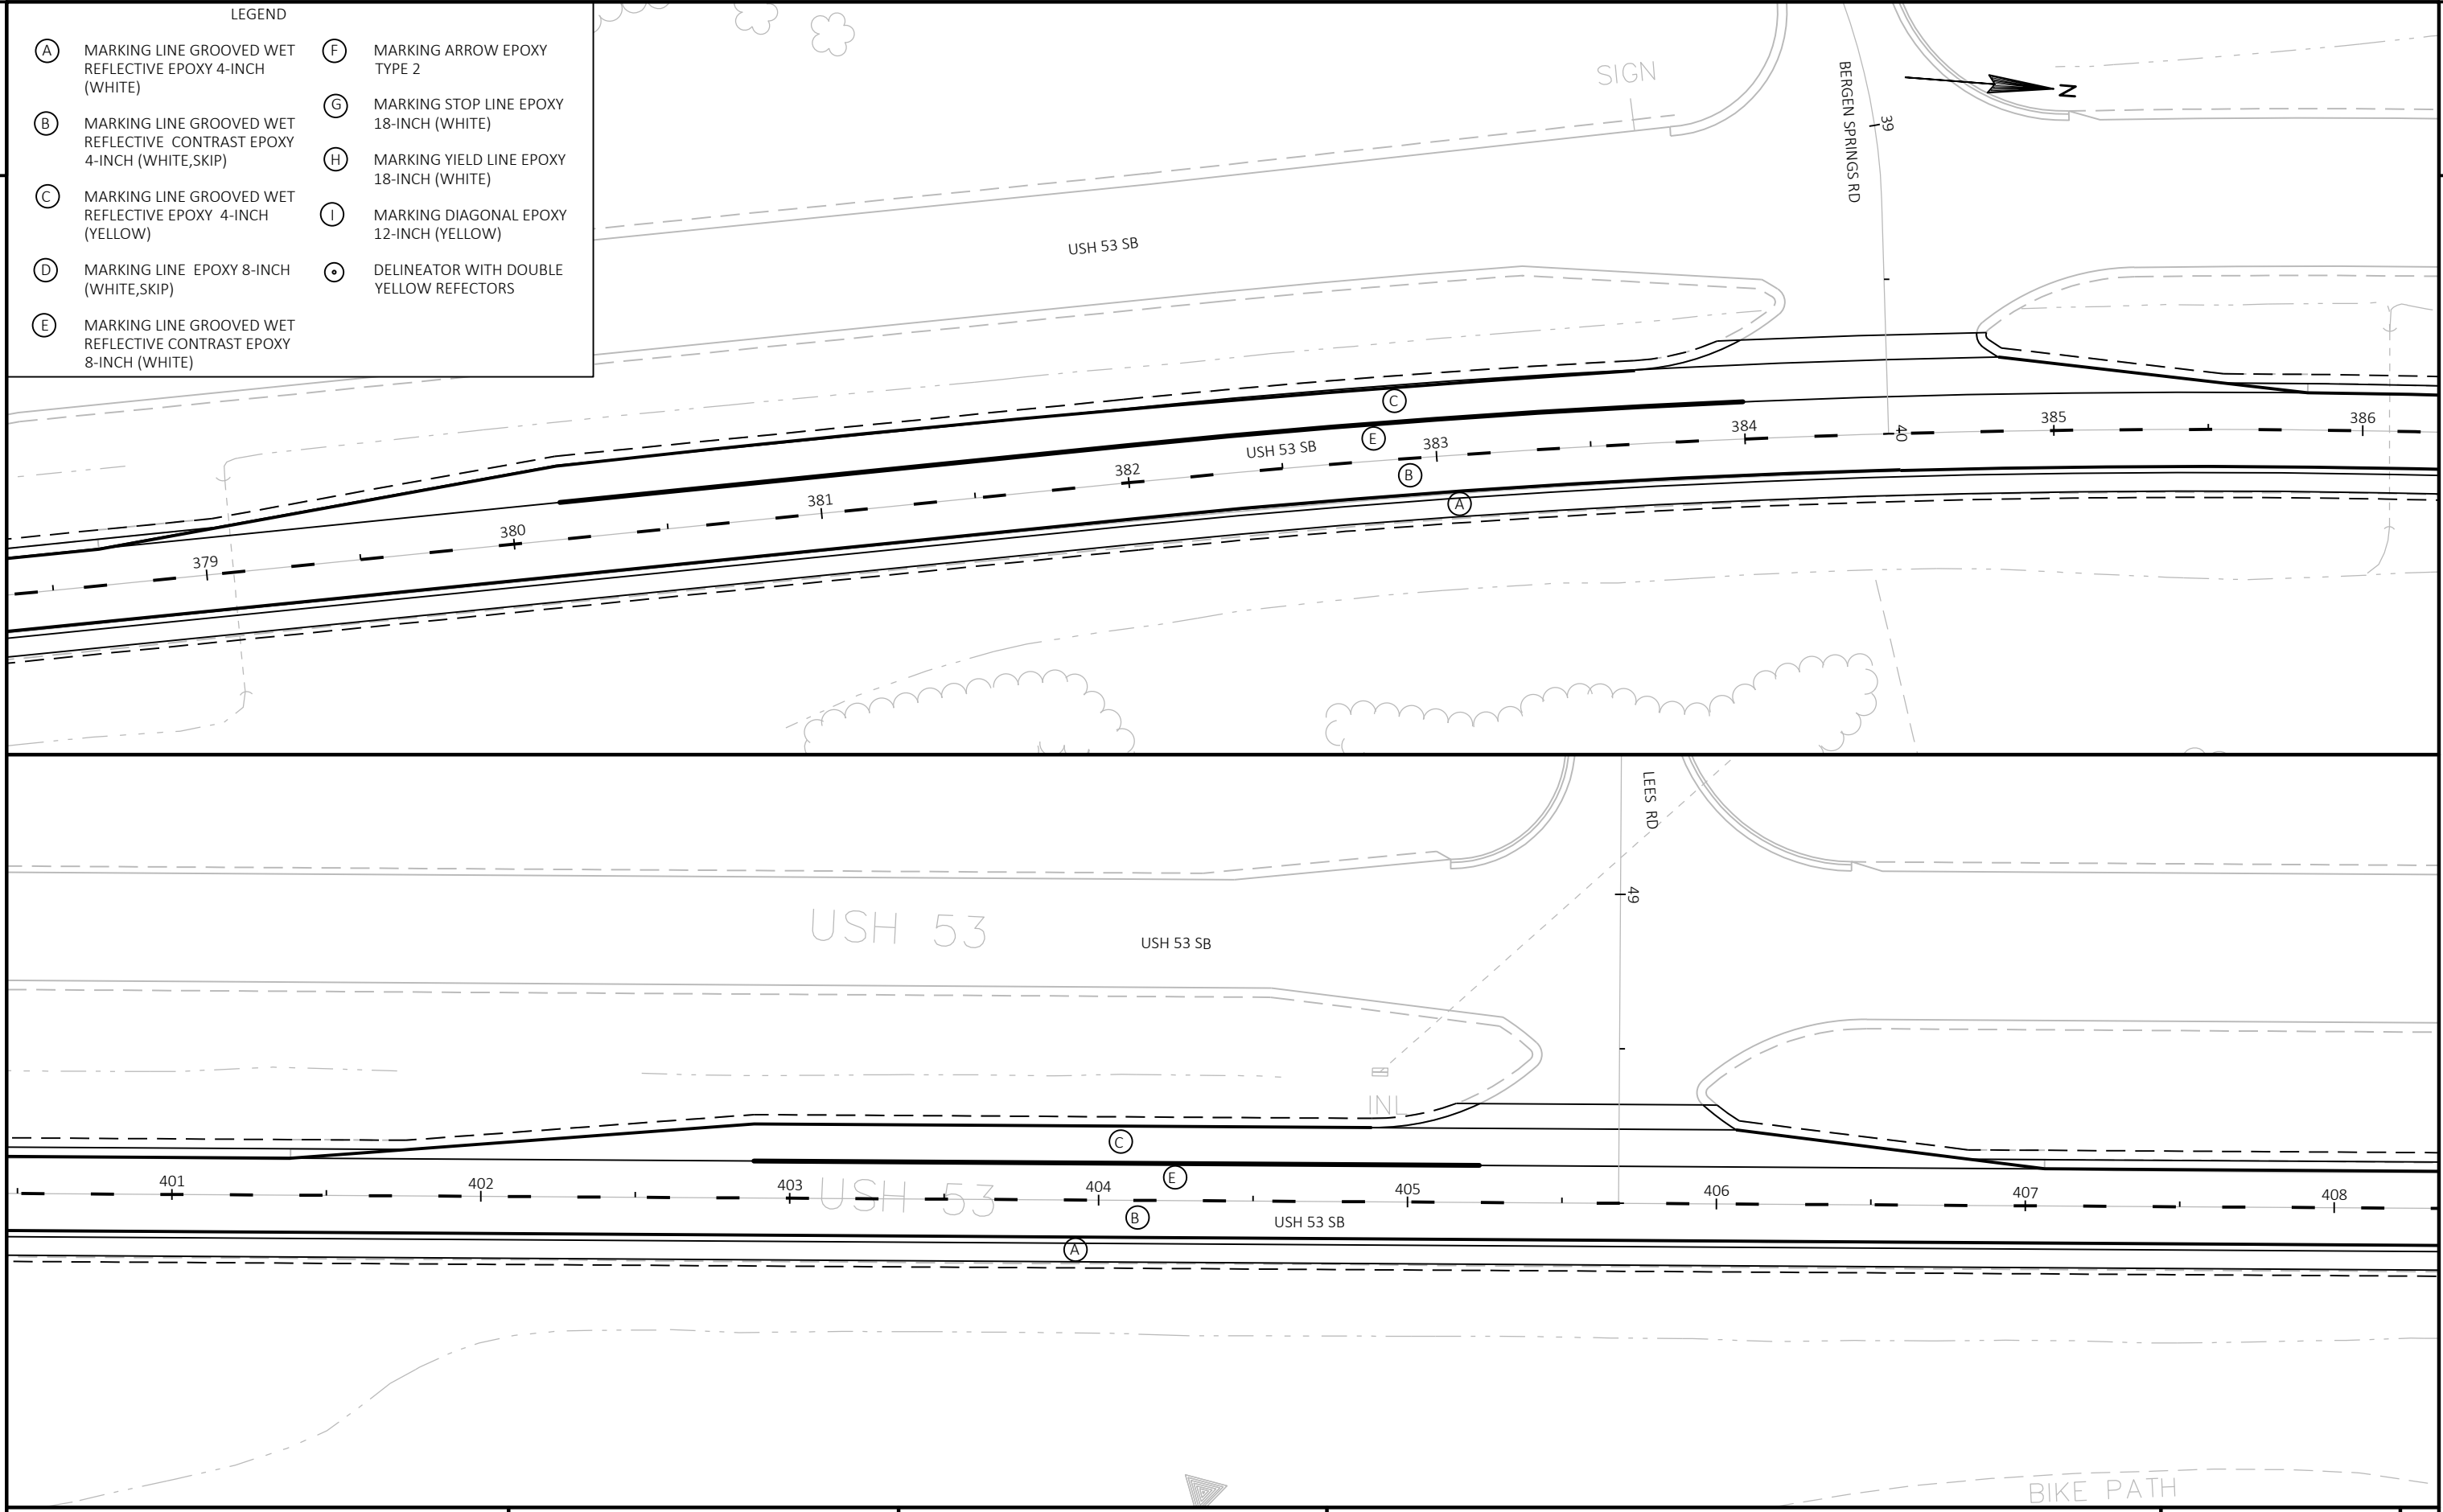 LEGEND
A MARKING LINE GROOVED WET
REFLECTIVE EPOXY 4-INCH
(WHITE)
B MARKING LINE GROOVED WET
REFLECTIVE CONTRAST EPOXY
4-INCH (WHITE,SKIP)
C MARKING LINE GROOVED WET
REFLECTIVE EPOXY 4-INCH
(YELLOW)
D MARKING LINE EPOXY 8-INCH
(WHITE,SKIP)
E MARKING LINE GROOVED WET
REFLECTIVE CONTRAST EPOXY
8-INCH (WHITE)
F MARKING ARROW EPOXY
TYPE 2
G MARKING STOP LINE EPOXY
18-INCH (WHITE)
H MARKING YIELD LINE EPOXY
18-INCH (WHITE)
I MARKING DIAGONAL EPOXY
12-INCH (YELLOW)
DELINEATOR WITH DOUBLE
YELLOW REFECTORS
SIGN
BERGEN SPRINGS RD
N
39
USH 53 SB
C
E
USH 53 SB
B
A
379
380
381
382
383
384
40
385
386
LEES RD
49
USH 53
USH 53 SB
INL
C
E
401
402
403
404
405
406
407
408
USH 53
B
USH 53 SB
A
BIKE PATH